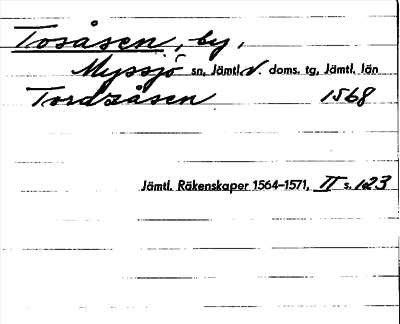 Tosåsen, by,
Myssjö sn, Jämtl. V. doms. tg, Jämtl. län
Tordzåsen 1568
Jämtl. Räkenskaper 1564-1571, II s. 123